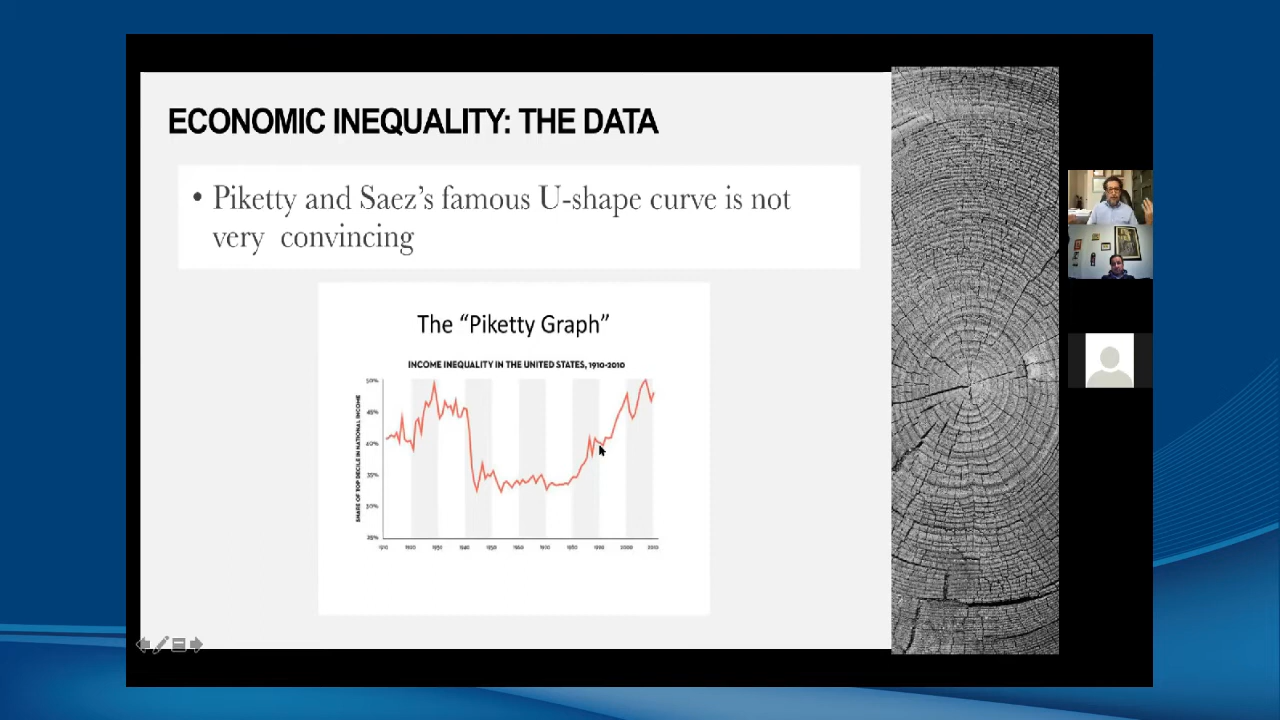 ECONOMIC INEQUALITY: THE DATA
• Piketty and Saez’s famous U-shape curve is not
very convincing
The “Piketty Graph”
INCOME INEQUALITY IN THE UNITED STATES, 1910-2010
SHARE OF TOP DECILE IN NATIONAL INCOME
50%
45%
40%
35%
30%
25%
1910 1920 1930 1940 1950 1960 1970 1980 1990 2000 2010